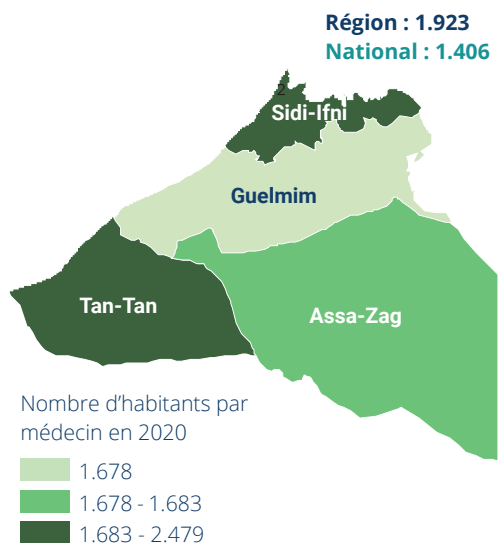 Région : 1.923
National : 1.406
2
Sidi-Ifni
Guelmim
Tan-Tan
Assa-Zag
Nombre d'habitants par
médecin en 2020
1.678
1.678 - 1.683
1.683 - 2.479